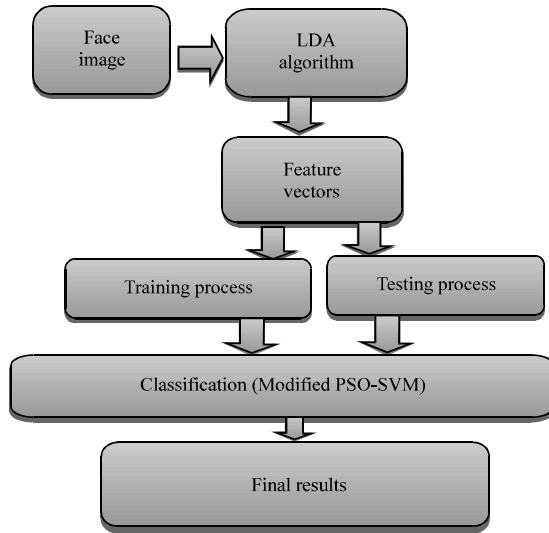 Face
image
LDA
algorithm
Feature
vectors
Training process
Testing process
Classification (Modified PSO-SVM)
Final results